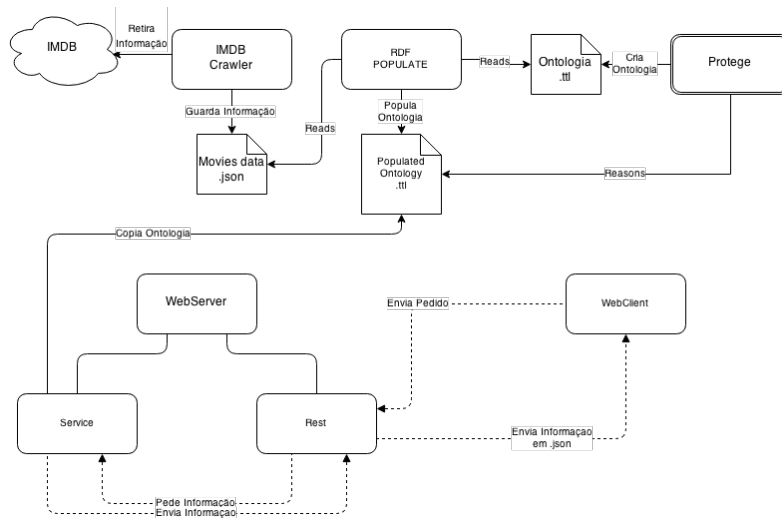 IMDB
Retira
Informação
IMDB
Crawler
RDF
POPULATE
Reads
Ontologia
.ttl
Cria
Ontologia
Protege
Guarda Informação
Reads
Popula
Ontologia
Movies data
.json
Populated
Ontology
.ttl
Reasons
Copia Ontologia
WebServer
Envia Pedido
WebClient
Service
Rest
Envia Informaçao
em .json
Pede Informação
Envia Informaçao